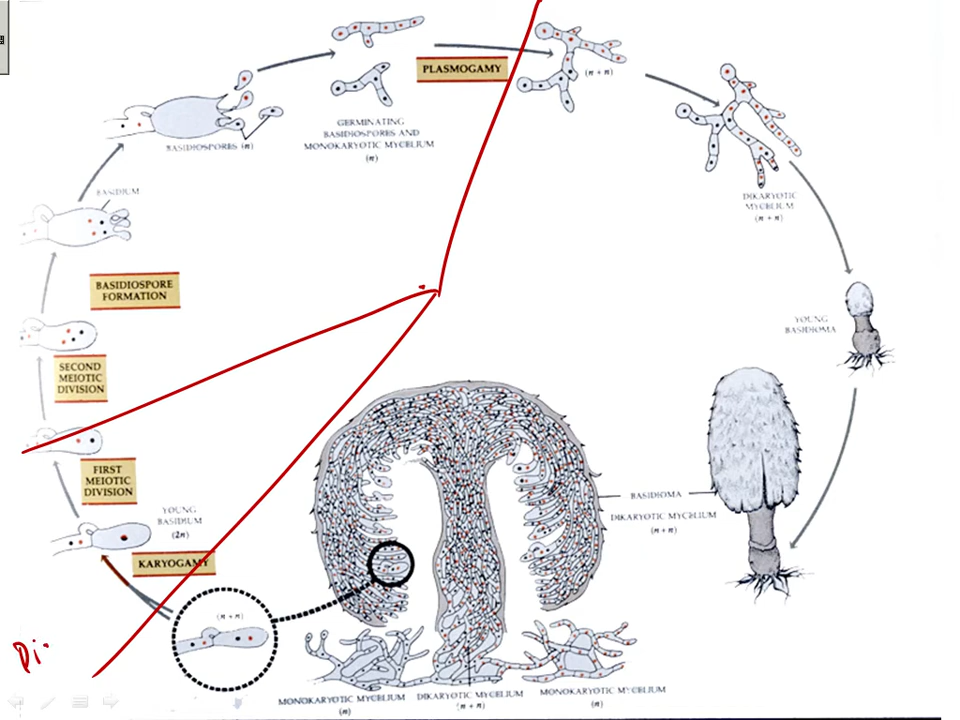 PLASMOGAMY
(n + n)
BASIDIOSPORES (n)
GERMINATING
BASIDIOSPORES AND
MONOKARYOTIC MYCELIUM
(n)
BASIDIUM
DIKARYOTIC
MYCELIUM
(n + n)
BASIDIOSPORE
FORMATION
YOUNG
BASIDIOMA
SECOND
MEIOTIC
DIVISION
FIRST
MEIOTIC
DIVISION
BASIDIOMA
DIKARYOTIC MYCELIUM
(n + n)
YOUNG
BASIDIUM
(2n)
KARYOGAMY
(n + n)
Di
MONOKARYOTIC MYCELIUM
(n)
DIKARYOTIC MYCELIUM
(n + n)
MONOKARYOTIC MYCELIUM
(n)